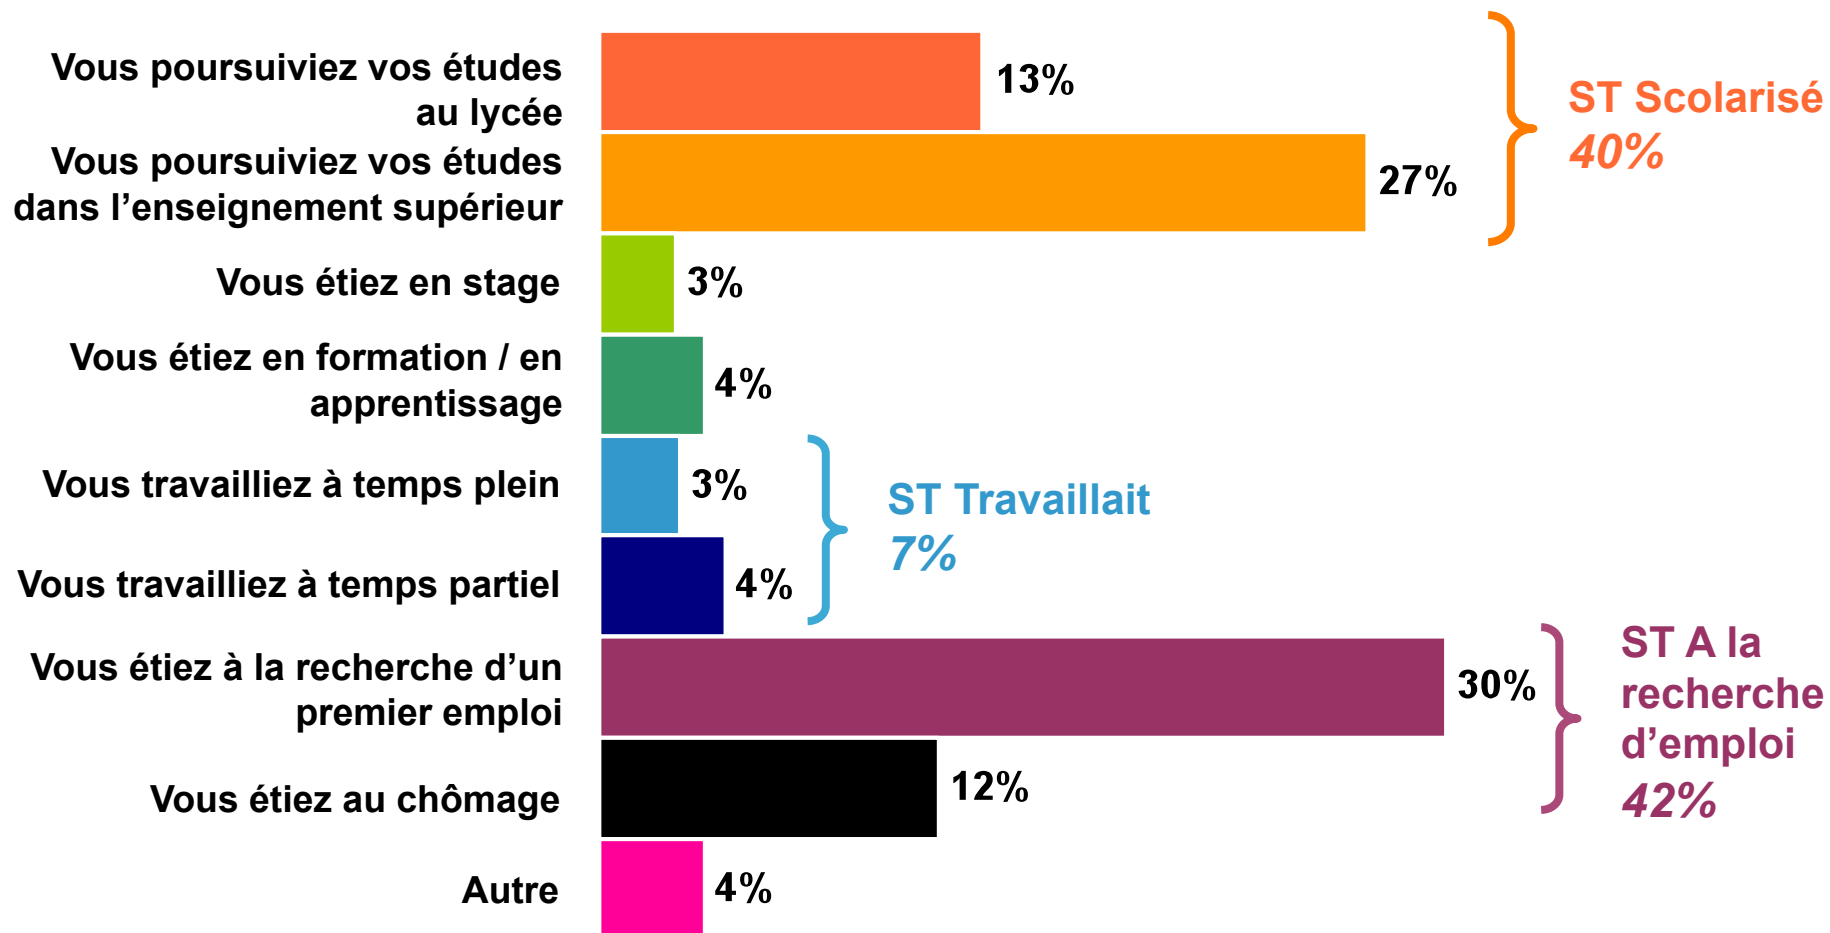 Vous poursuiviez vos études
au lycée
13%
ST Scolarisé
40%
Vous poursuiviez vos études
dans l’enseignement supérieur
27%
Vous étiez en stage
3%
Vous étiez en formation / en
apprentissage
4%
Vous travailliez à temps plein
3%
ST Travaillait
7%
Vous travailliez à temps partiel
4%
Vous étiez à la recherche d’un
premier emploi
30%
ST A la
recherche
d’emploi
42%
Vous étiez au chômage
12%
Autre
4%